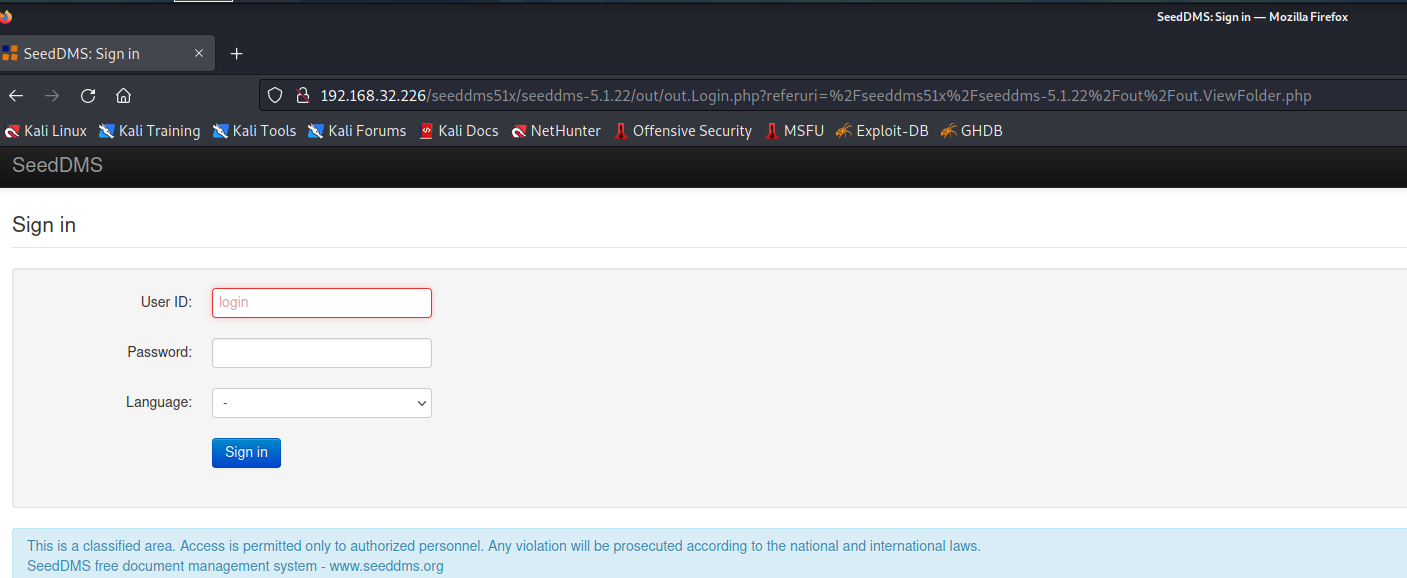 SeedDMS: Sign in — Mozilla Firefox
SeedDMS: Sign in
192.168.32.226/seeddms51x/seeddms-5.1.22/out/out.Login.php?referuri=%2Fseeddms51x%2Fseeddms-5.1.22%2Fout%2Fout.ViewFolder.php
Kali Linux Kali Training Kali Tools Kali Forums Kali Docs NetHunter Offensive Security MSFU Exploit-DB GHDB
SeedDMS
Sign in
User ID: login
Password:
Language: -
Sign in
This is a classified area. Access is permitted only to authorized personnel. Any violation will be prosecuted according to the national and international laws.
SeedDMS free document management system - www.seeddms.org